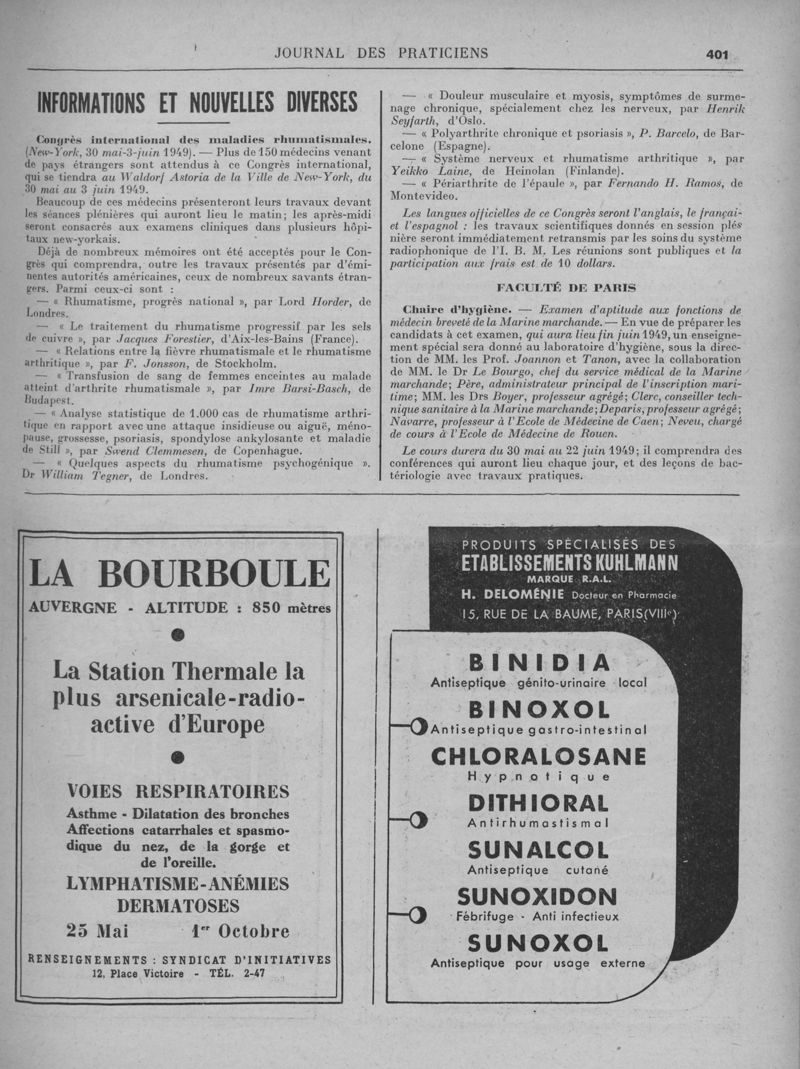 JOURNAL DES PRATICIENS
401
INFORMATIONS ET NOUVELLES DIVERSES
Congrès international des maladies rhumatismales.
(New-York, 30 mai-3-juin 1949). — Plus de 150 médecins venant
de pays étrangers sont attendus à ce Congrès international,
qui se tiendra au Waldorf Astoria de la Ville de New-York, du
30 mai au 3 juin 1949.
Beaucoup de ces médecins présenteront leurs travaux devant
les séances plénières qui auront lieu le matin; les après-midi
seront consacrés aux examens cliniques dans plusieurs hôpi-
taux new-yorkais.
Déjà de nombreux mémoires ont été acceptés pour le Con-
grès qui comprendra, outre les travaux présentés par d'émi-
nentes autorités américaines, ceux de nombreux savants étran-
gers. Parmi ceux-ci sont :
— « Rhumatisme, progrès national », par Lord Horder, de
Londres.
— « Le traitement du rhumatisme progressif par les sels
de cuivre », par Jacques Forestier, d'Aix-les-Bains (France).
— « Relations entre la fièvre rhumatismale et le rhumatisme
arthritique », par F. Jonsson, de Stockholm.
— « Transfusion de sang de femmes enceintes au malade
atteint d'arthrite rhumatismale », par Imre Barsi-Basch, de
Budapest.
— « Analyse statistique de 1.000 cas de rhumatisme arthri-
tique en rapport avec une attaque insidieuse ou aiguë, méno-
pause, grossesse, psoriasis, spondylose ankylosante et maladie
de Still », par Swend Clemmesen, de Copenhague.
— « Quelques aspects du rhumatisme psychogénique ».
Dr William Tegner, de Londres.
— « Douleur musculaire et myosis, symptômes de surme-
nage chronique, spécialement chez les nerveux, par Henrik
Seyfarth, d'Oslo.
— « Polyarthrite chronique et psoriasis », P. Barcelo, de Bar-
celone (Espagne).
— « Système nerveux et rhumatisme arthritique », par
Yeikko Laine, de Heinolan (Finlande).
— « Périarthrite de l'épaule », par Fernando H. Ramos, de
Montevideo.
Les langues officielles de ce Congrès seront l'anglais, le françai-
et l'espagnol : les travaux scientifiques donnés en session plés
nière seront immédiatement retransmis par les soins du système
radiophonique de l'I. B. M. Les réunions sont publiques et la
participation aux frais est de 10 dollars.
FACULTÉ DE PARIS
Chaire d'hygiène. — Examen d'aptitude aux fonctions de
médecin breveté de la Marine marchande. — En vue de préparer les
candidats à cet examen, qui aura lieu fin juin 1949, un enseigne-
ment spécial sera donné au laboratoire d'hygiène, sous la direc-
tion de MM. les Prof. Joannon et Tanon, avec la collaboration
de MM. le Dr Le Bourgo, chef du service médical de la Marine
marchande; Père, administrateur principal de l'inscription mari-
time; MM. les Drs Boyer, professeur agrégé; Clerc, conseiller tech-
nique sanitaire à la Marine marchande; Deparis, professeur agrégé;
Navarre, professeur à l'Ecole de Médecine de Caen; Neveu, chargé
de cours à l'Ecole de Médecine de Rouen.
Le cours durera du 30 mai au 22 juin 1949; il comprendra des
conférences qui auront lieu chaque jour, et des leçons de bac-
tériologie avec travaux pratiques.
LA BOURBOULE
AUVERGNE - ALTITUDE : 850 mètres
La Station Thermale la
plus arsenicale-radio-
active d'Europe
VOIES RESPIRATOIRES
Asthme - Dilatation des bronches
Affections catarrhales et spasmo-
dique du nez, de la gorge et
de l'oreille.
LYMPHATISME-ANÉMIES
DERMATOSES
25 Mai 1er Octobre
RENSEIGNEMENTS : SYNDICAT D'INITIATIVES
12, Place Victoire - TÉL. 2-47
PRODUITS SPÉCIALISÉS DES
ETABLISSEMENTS KUHLMANN
MARQUE R.A.L.
H. DELOMÉNIE Docteur en Pharmacie
15, RUE DE LA BAUME, PARIS (VIIIe)
BINIDIA
Antiseptique génito-urinaire local
BINOXOL
Antiseptique gastro-intestinal
CHLORALOSANE
Hypnotique
DITHIORAL
Antirhumastismal
SUNALCOL
Antiseptique cutané
SUNOXIDON
Fébrifuge - Anti infectieux
SUNOXOL
Antiseptique pour usage externe